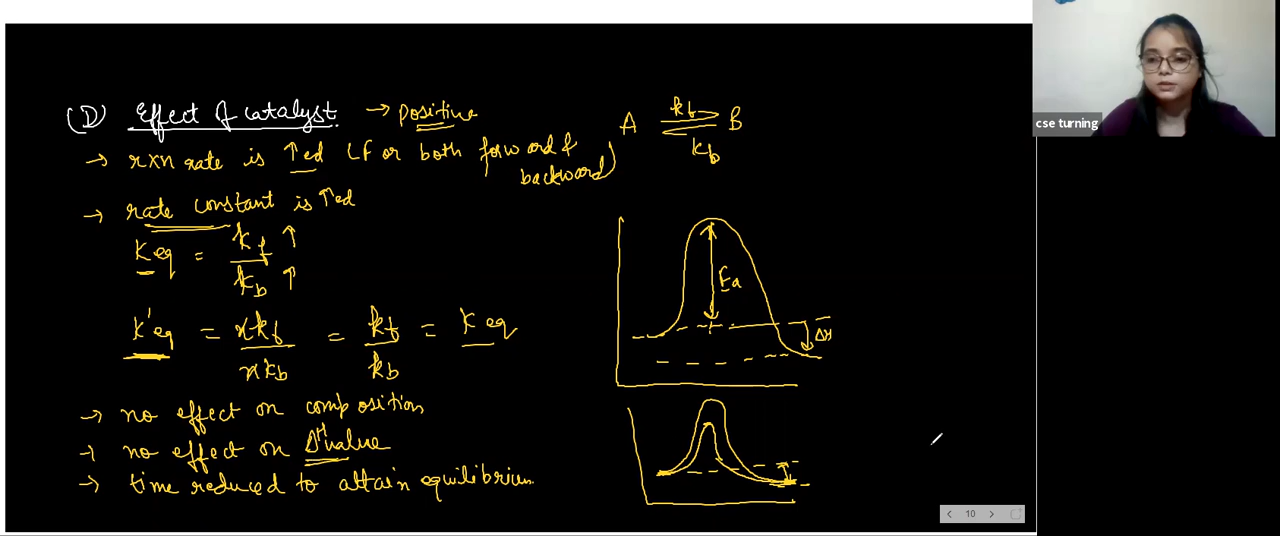 (D) Effect of catalyst → positive
→ rxn rate is ↑ed (For both forward & backward)
→ rate constant is ↑ed
Keq = kf ↑ / kb ↑
K'eq = xkf / xkb = kf / kb = Keq
→ no effect on composition
→ no effect on ΔH value
→ time reduced to attain equilibrium.
A ⇌ B
kf
kb
Ea
ΔH
cse turning
10